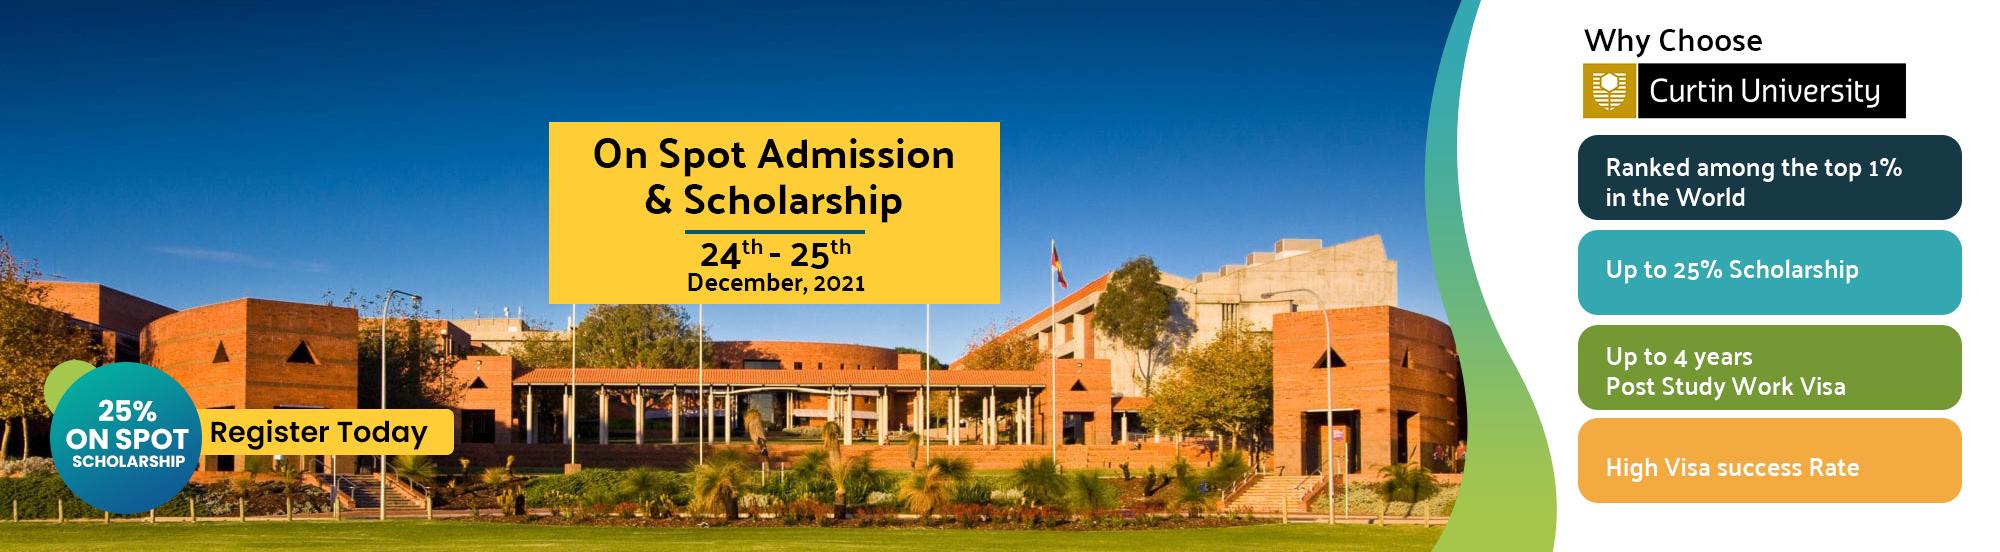 On Spot Admission
& Scholarship
24th - 25th
December, 2021
25%
ON SPOT
SCHOLARSHIP
Register Today
Why Choose
Curtin University
Ranked among the top 1%
in the World
Up to 25% Scholarship
Up to 4 years
Post Study Work Visa
High Visa success Rate